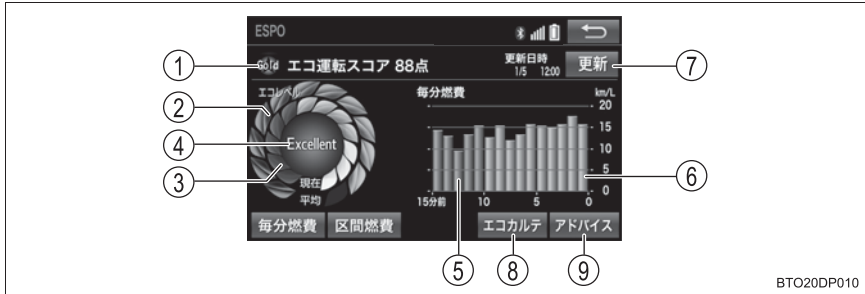 ESPO
Gold エコ運転スコア 88点
更新日時
1/5 12:00
更新
エコレベル
毎分燃費
km/L
20
15
10
5
0
Excellent
現在
平均
15分前 10 5 0
毎分燃費 区間燃費 エコカルテ アドバイス
1
2
4
3
7
6
5
8
9
BTO20DP010